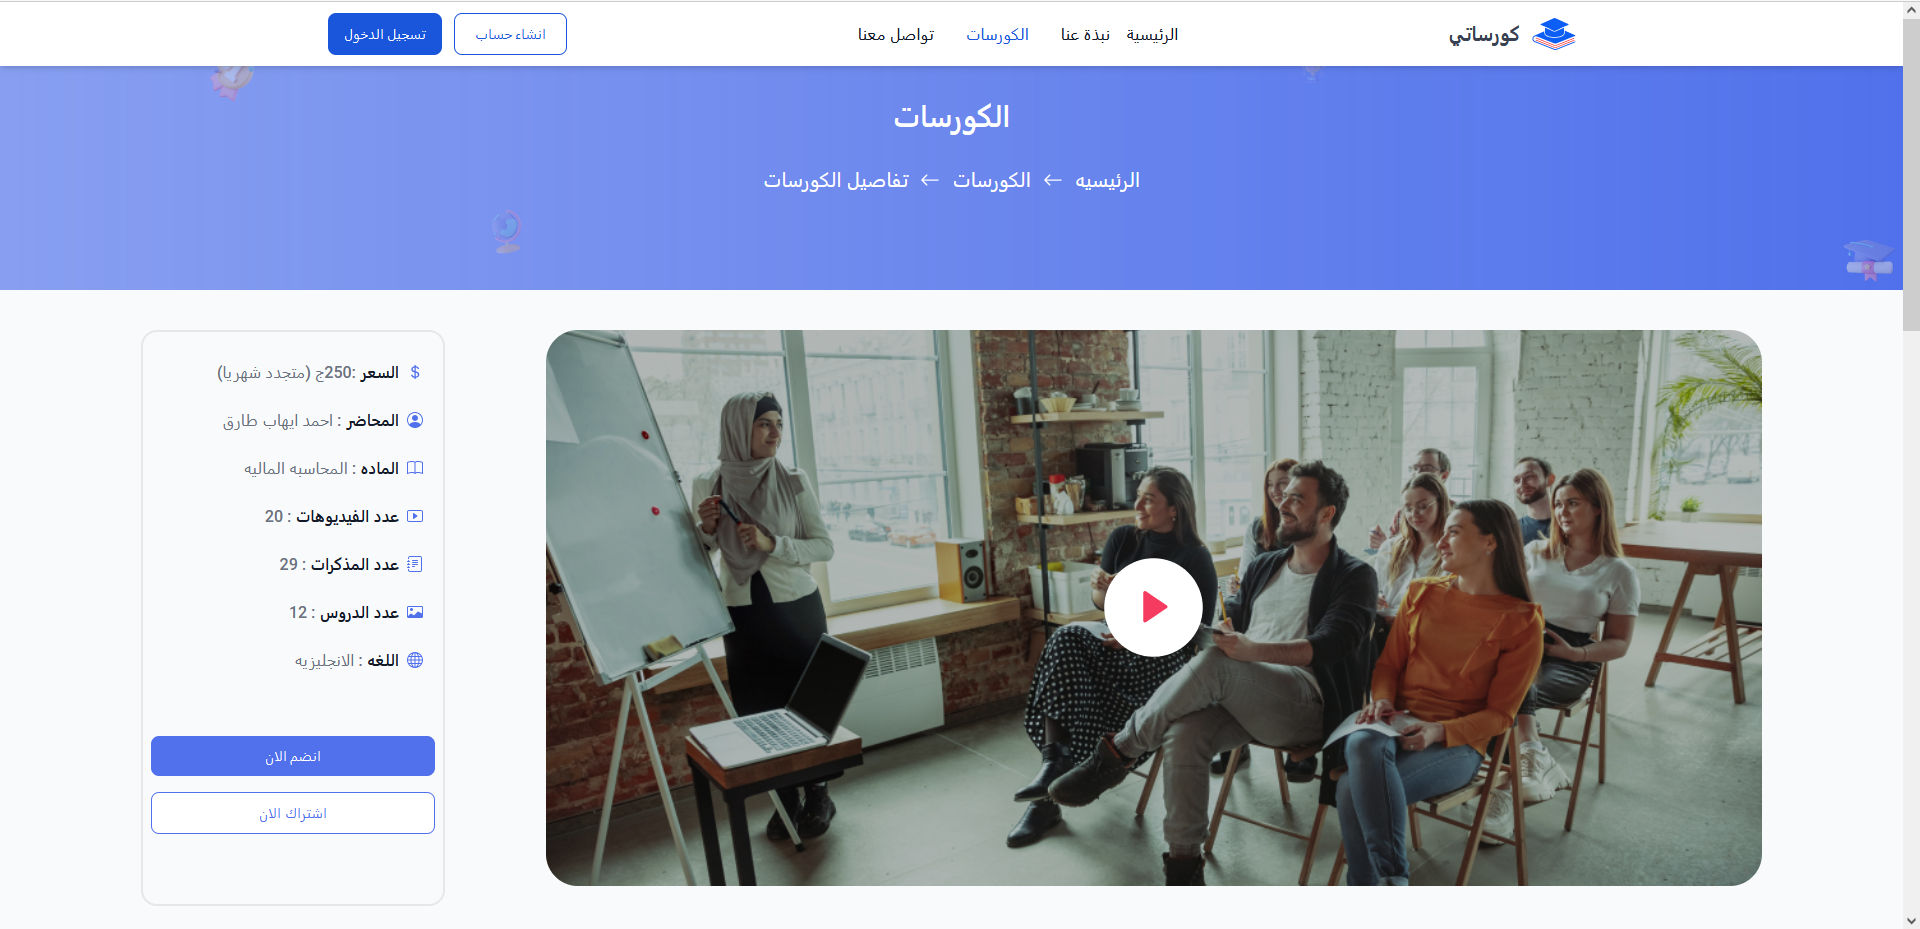 كورساتي
الرئيسية نبذة عنا الكورسات تواصل معنا
انشاء حساب تسجيل الدخول
الكورسات
الرئيسيه ← الكورسات ← تفاصيل الكورسات
السعر :250ج (متجدد شهريا)
المحاضر : احمد ايهاب طارق
الماده : المحاسبه الماليه
عدد الفيديوهات : 20
عدد المذكرات : 29
عدد الدروس : 12
اللغه : الانجليزيه
انضم الان
اشتراك الان